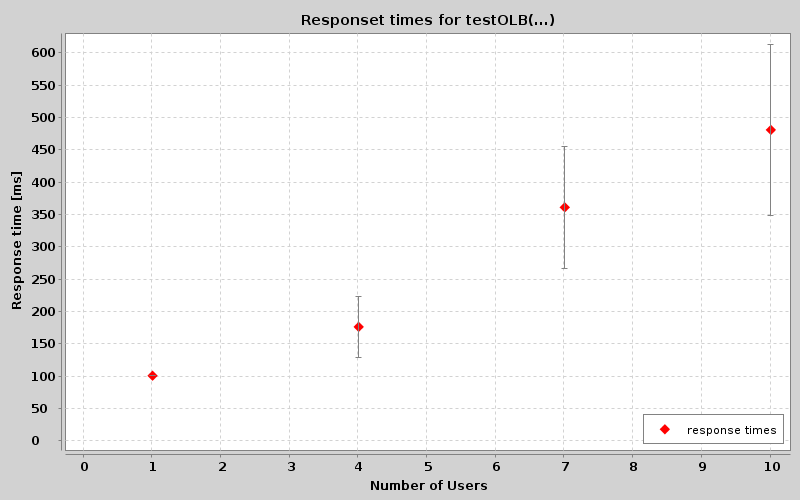 Responset times for testOLB(...)
Response time [ms]
600
550
500
450
400
350
300
250
200
150
100
50
0
response times
0 1 2 3 4 5 6 7 8 9 10
Number of Users